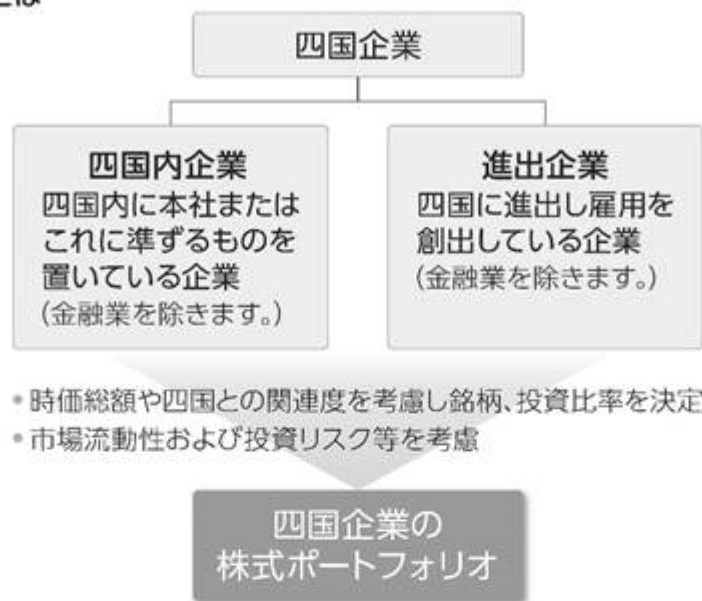 とは
四国企業
四国内企業
四国内に本社または
これに準ずるものを
置いている企業
(金融業を除きます。)
進出企業
四国に進出し雇用を
創出している企業
(金融業を除きます。)
•時価総額や四国との関連度を考慮し銘柄、投資比率を決定
•市場流動性および投資リスク等を考慮
四国企業の
株式ポートフォリオ